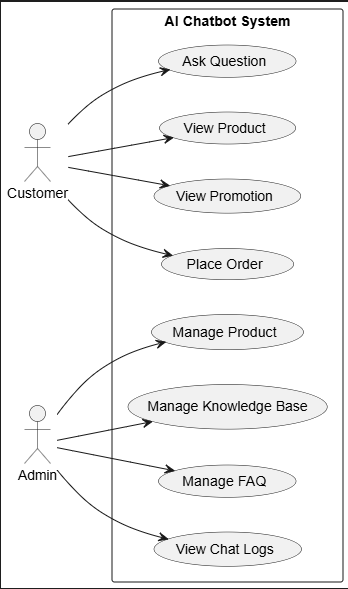 AI Chatbot System
Ask Question
View Product
Customer
View Promotion
Place Order
Manage Product
Manage Knowledge Base
Admin
Manage FAQ
View Chat Logs